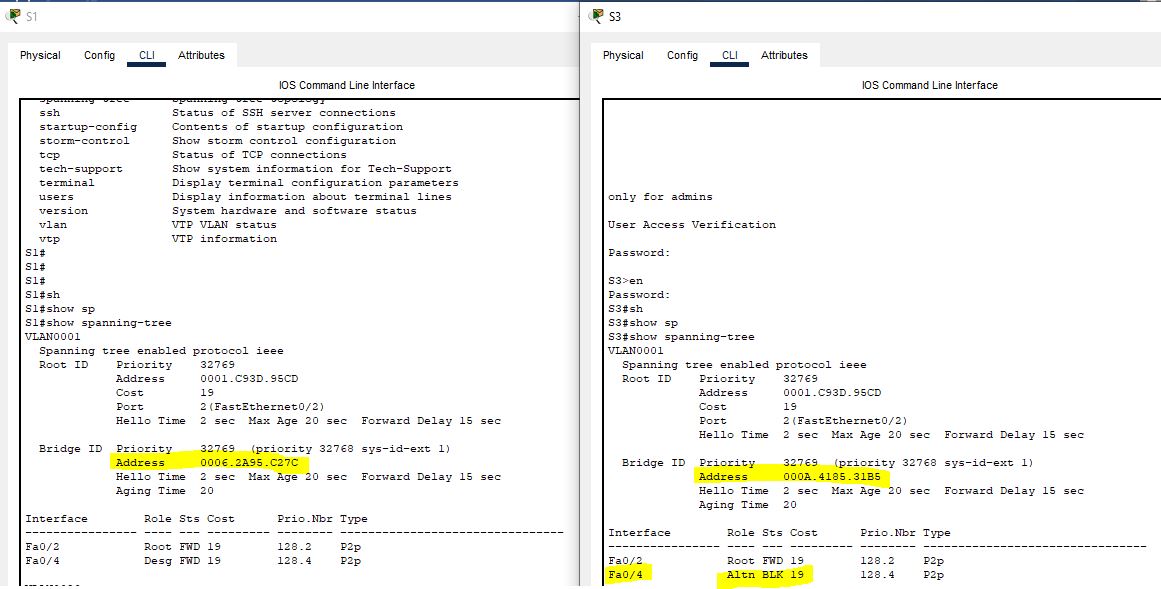 S1
Physical Config CLI Attributes
IOS Command Line Interface
spanning-tree Spanning tree topology
ssh Status of SSH server connections
startup-config Contents of startup configuration
storm-control Show storm control configuration
tcp Status of TCP connections
tech-support Show system information for Tech-Support
terminal Display terminal configuration parameters
users Display information about terminal lines
version System hardware and software status
vlan VTP VLAN status
vtp VTP information
S1#
S1#
S1#
S1#sh
S1#show sp
S1#show spanning-tree
VLAN0001
Spanning tree enabled protocol ieee
Root ID Priority 32769
Address 0001.C93D.95CD
Cost 19
Port 2(FastEthernet0/2)
Hello Time 2 sec Max Age 20 sec Forward Delay 15 sec
Bridge ID Priority 32769 (priority 32768 sys-id-ext 1)
Address 0006.2A95.C27C
Hello Time 2 sec Max Age 20 sec Forward Delay 15 sec
Aging Time 20
Interface Role Sts Cost Prio.Nbr Type
---------------- ---- --- --------- -------- --------------------------------
Fa0/2 Root FWD 19 128.2 P2p
Fa0/4 Desg FWD 19 128.4 P2p
S3
Physical Config CLI Attributes
IOS Command Line Interface
only for admins
User Access Verification
Password:
S3>en
Password:
S3#sh
S3#show sp
S3#show spanning-tree
VLAN0001
Spanning tree enabled protocol ieee
Root ID Priority 32769
Address 0001.C93D.95CD
Cost 19
Port 2(FastEthernet0/2)
Hello Time 2 sec Max Age 20 sec Forward Delay 15 sec
Bridge ID Priority 32769 (priority 32768 sys-id-ext 1)
Address 000A.4185.31B5
Hello Time 2 sec Max Age 20 sec Forward Delay 15 sec
Aging Time 20
Interface Role Sts Cost Prio.Nbr Type
---------------- ---- --- --------- -------- --------------------------------
Fa0/2 Root FWD 19 128.2 P2p
Fa0/4 Altn BLK 19 128.4 P2p